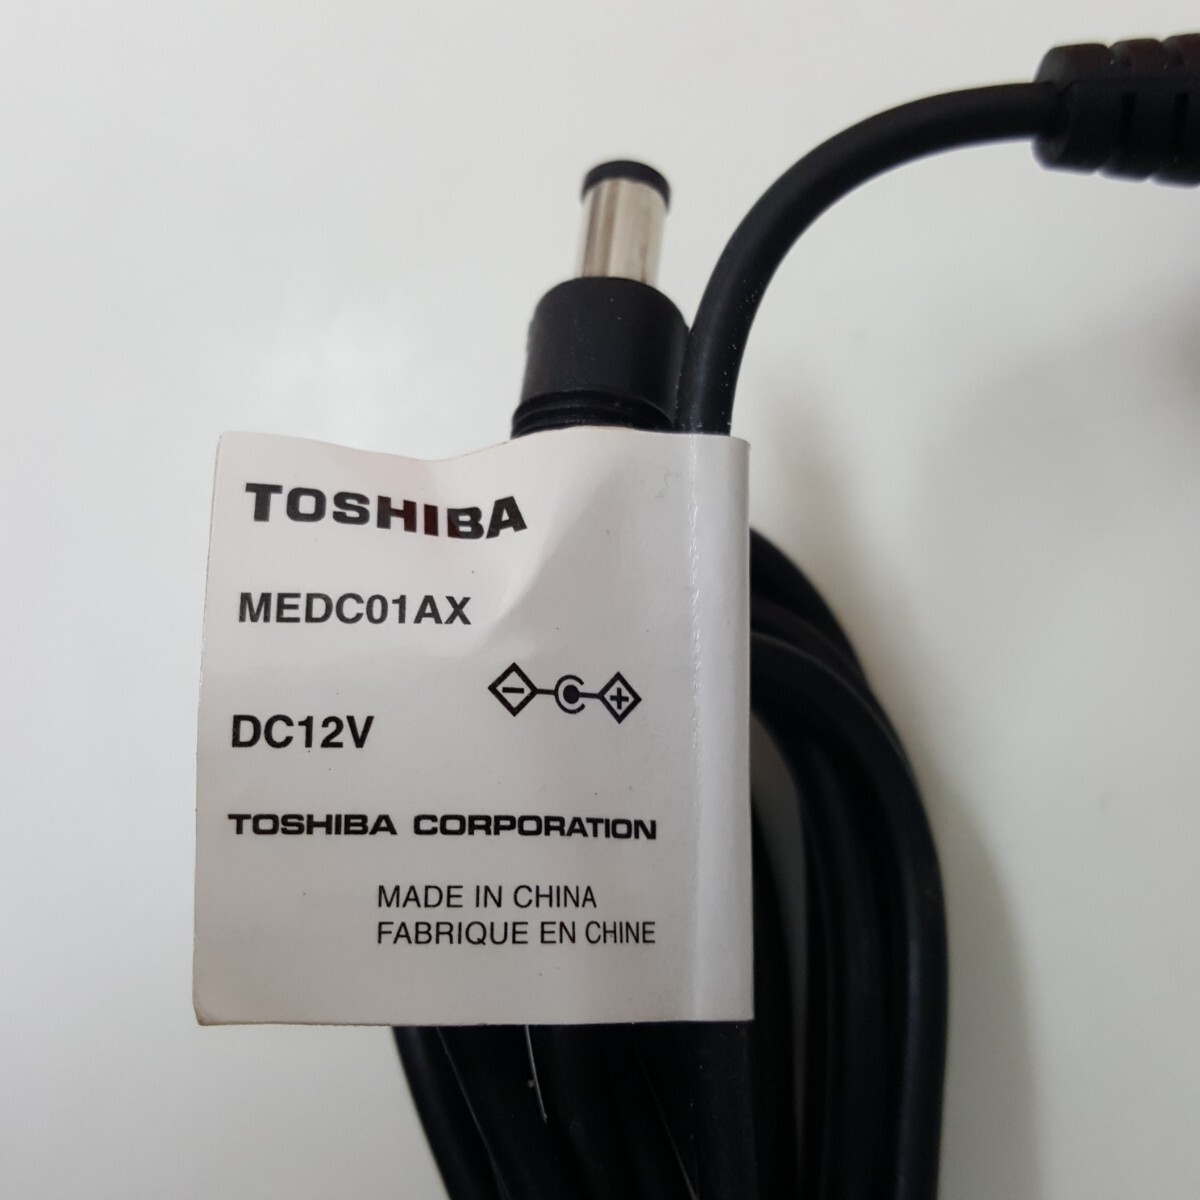 TOSHIBA
MEDC01AX
DC12V
TOSHIBA CORPORATION
MADE IN CHINA
FABRIQUE EN CHINE